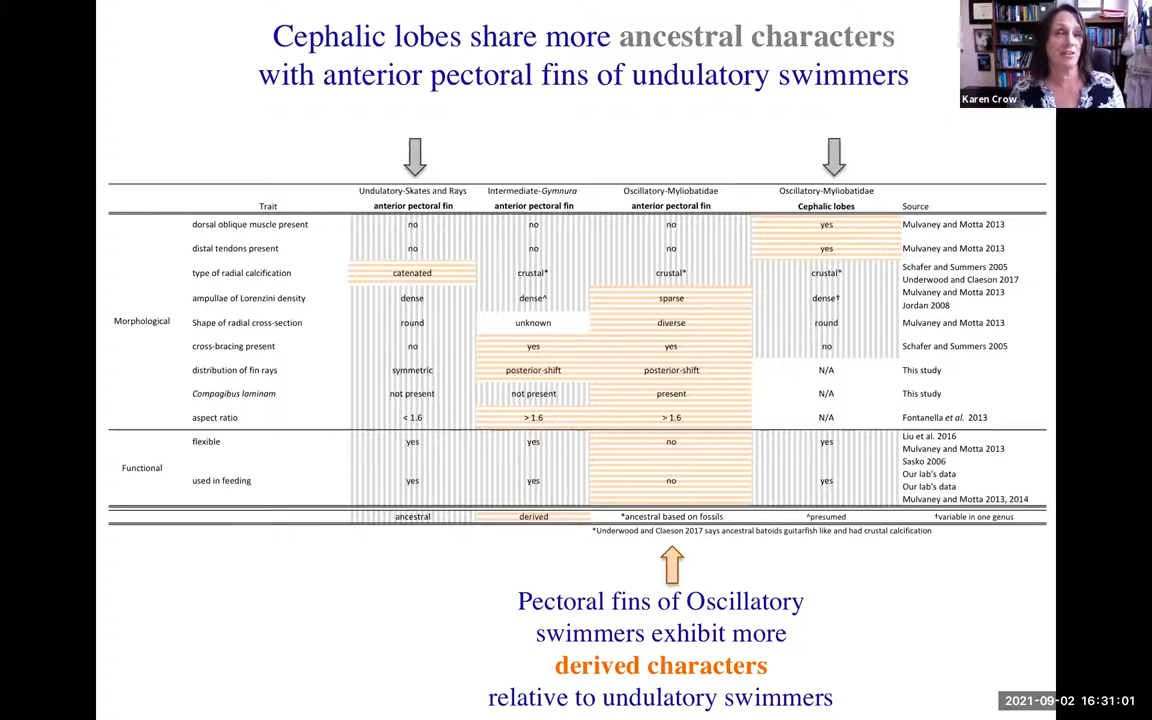 Cephalic lobes share more ancestral characters
with anterior pectoral fins of undulatory swimmers
Karen Crow
Undulatory-Skates and Rays Intermediate-Gymnura Oscillatory-Myliobatidae Oscillatory-Myliobatidae
Trait anterior pectoral fin anterior pectoral fin anterior pectoral fin Cephalic lobes Source
dorsal oblique muscle present no no no yes Mulvaney and Motta 2013
distal tendons present no no no yes Mulvaney and Motta 2013
type of radial calcification catenated crustal* crustal* crustal* Schafer and Summers 2005
Underwood and Claeson 2017
ampullae of Lorenzini density dense dense^ sparse dense† Mulvaney and Motta 2013
Jordan 2008
Morphological Shape of radial cross-section round unknown diverse round Mulvaney and Motta 2013
cross-bracing present no yes yes no Schafer and Summers 2005
distribution of fin rays symmetric posterior-shift posterior-shift N/A This study
Compagibus laminam not present not present present N/A This study
aspect ratio < 1.6 > 1.6 > 1.6 N/A Fontanella et al. 2013
flexible yes yes no yes Liu et al. 2016
Mulvaney and Motta 2013
Functional Sasko 2006
used in feeding yes yes no yes Our lab's data
Our lab's data
Mulvaney and Motta 2013, 2014
ancestral derived *ancestral based on fossils ^presumed †variable in one genus
*Underwood and Claeson 2017 says ancestral batoids guitarfish like and had crustal calcification
Pectoral fins of Oscillatory
swimmers exhibit more
derived characters
relative to undulatory swimmers
2021-09-02 16:31:01